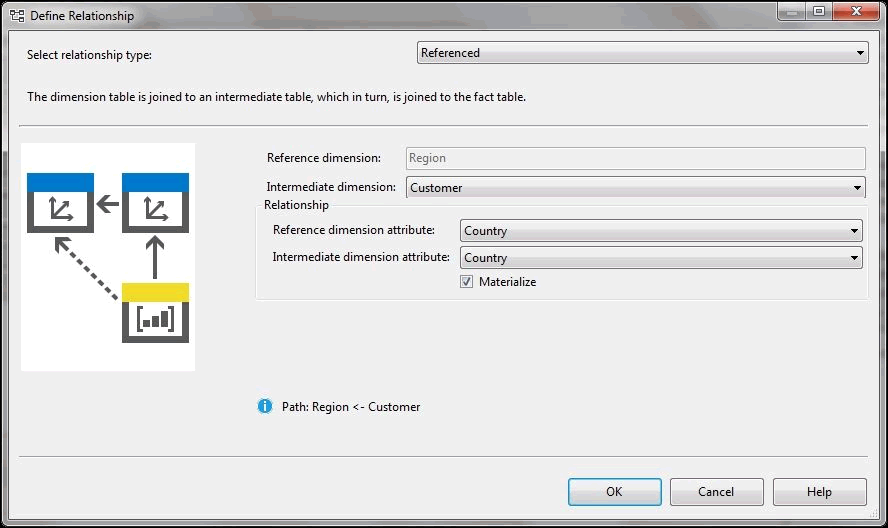 Define Relationship
Select relationship type: Referenced
The dimension table is joined to an intermediate table, which in turn, is joined to the fact table.
Reference dimension: Region
Intermediate dimension: Customer
Relationship
Reference dimension attribute: Country
Intermediate dimension attribute: Country
Materialize
Path: Region <- Customer
OK Cancel Help